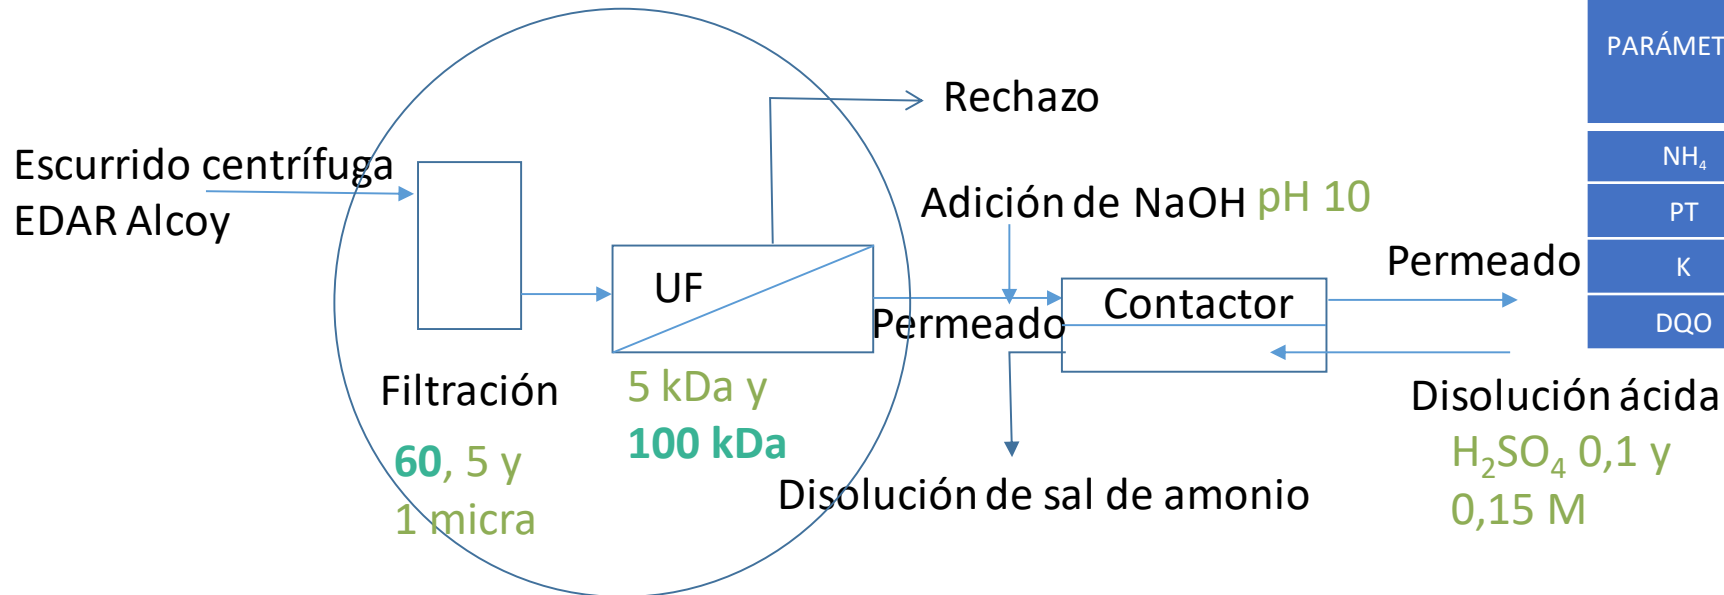 Escurrido centrífuga
EDAR Alcoy
Filtración
60, 5 y
1 micra
UF
5 kDa y
100 kDa
Rechazo
Permeado
Adición de NaOH pH 10
Contactor
Disolución de sal de amonio
Permeado
Disolución ácida
H₂SO₄ 0,1 y
0,15 M
PARÁMET
NH₄
PT
K
DQO